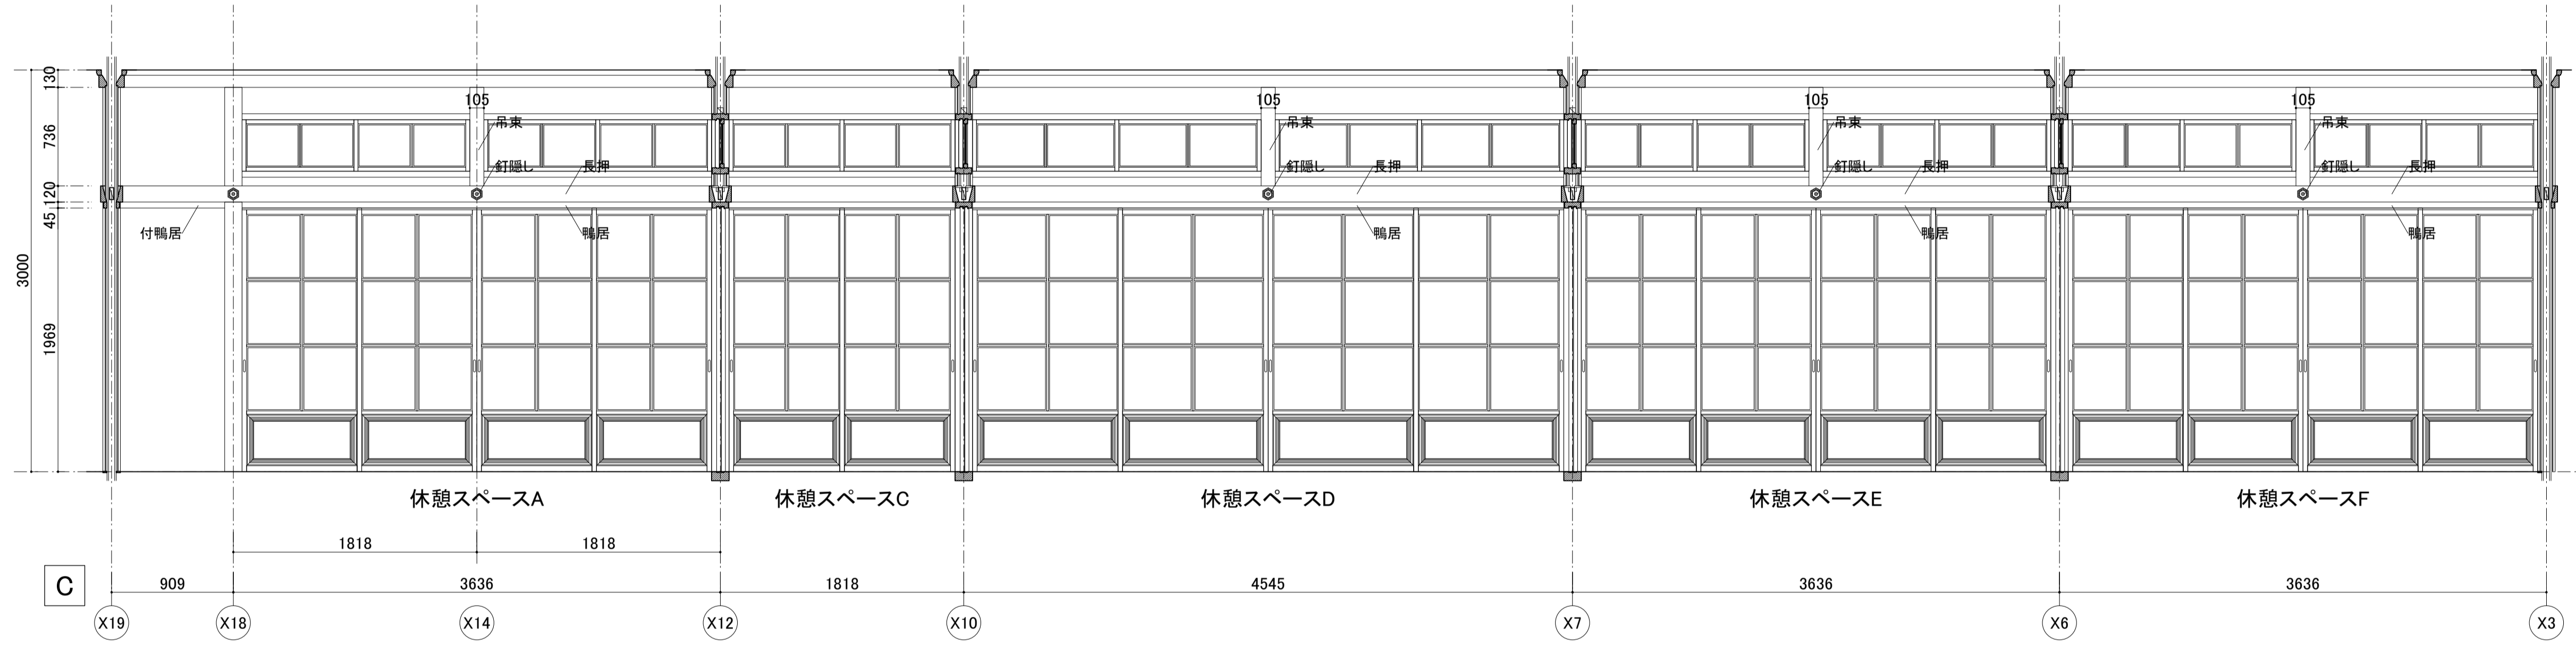 130
736
120
45
1969
3000
105
105
105
105
吊束
吊束
吊束
吊束
釘隠し
長押
釘隠し
長押
釘隠し
長押
釘隠し
長押
付鴨居
鴨居
鴨居
鴨居
鴨居
休憩スペースA
休憩スペースC
休憩スペースD
休憩スペースE
休憩スペースF
1818
1818
C
909
3636
1818
4545
3636
3636
X19
X18
X14
X12
X10
X7
X6
X3